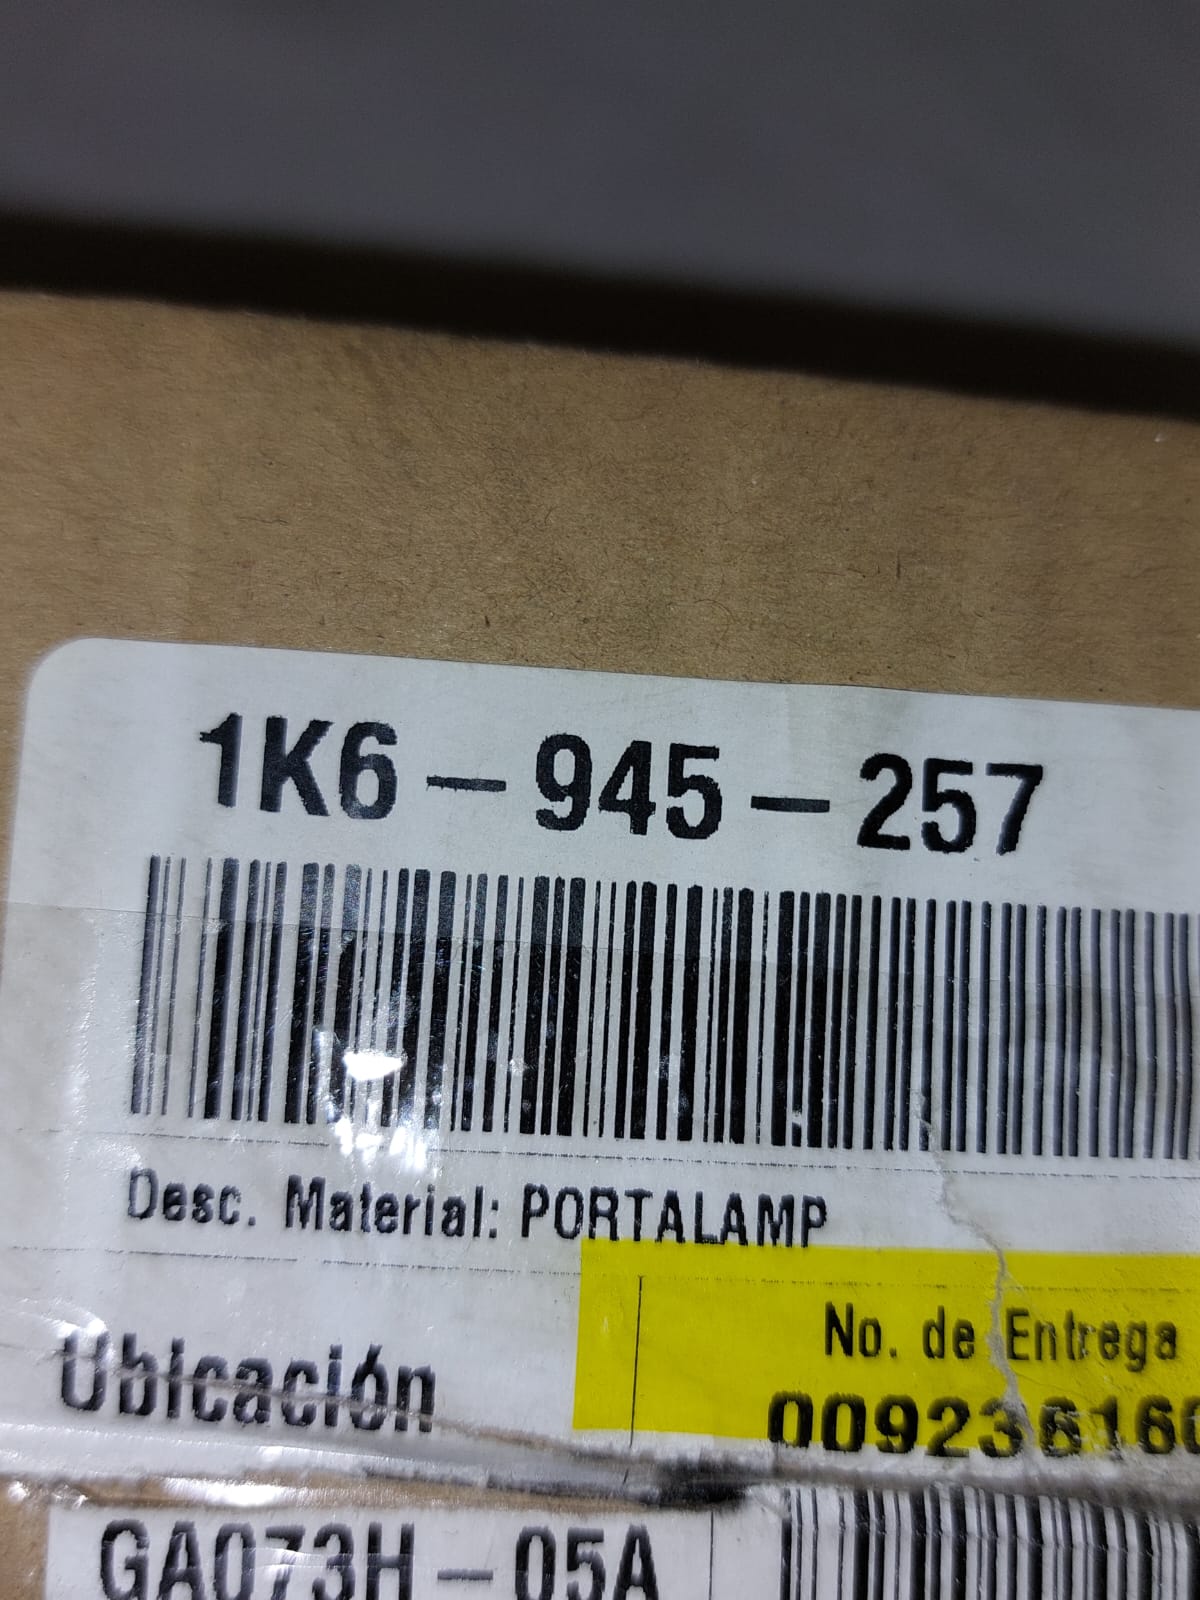 1K6-945-257
Desc. Material: PORTALAMP
No. de Entrega
Ubicación
GA073H-05A